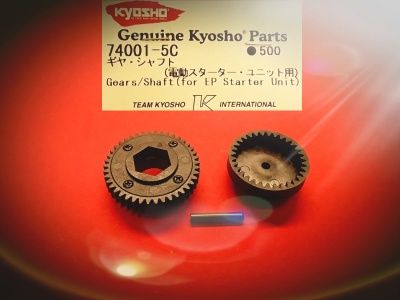 KYOSHO
Genuine Kyosho Parts
74001-5C ●500
ギヤ・シャフト
(電動スターター・ユニット用)
Gears/Shaft(for EP Starter Unit)
TEAM KYOSHO K INTERNATIONAL